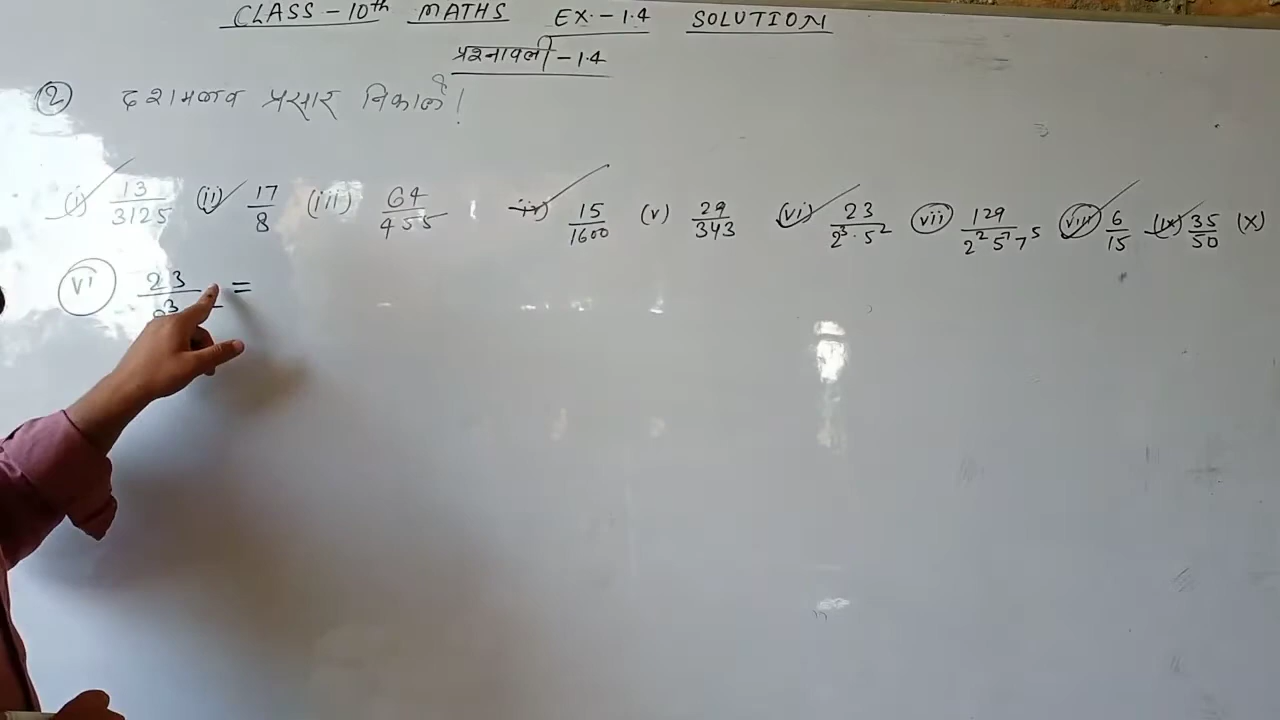 CLASS - 10th MATHS EX.- 1.4 SOLUTION
प्रश्नावली - 1.4
② दशमलव प्रसार निकालें।
(i) 13/3125 (ii) 17/8 (iii) 64/455 (iv) 15/1600 (v) 29/343 (vi) 23/2³·5² (vii) 129/2²5⁷7⁵ (viii) 6/15 (ix) 35/50 (x)
(vi) 23/ =